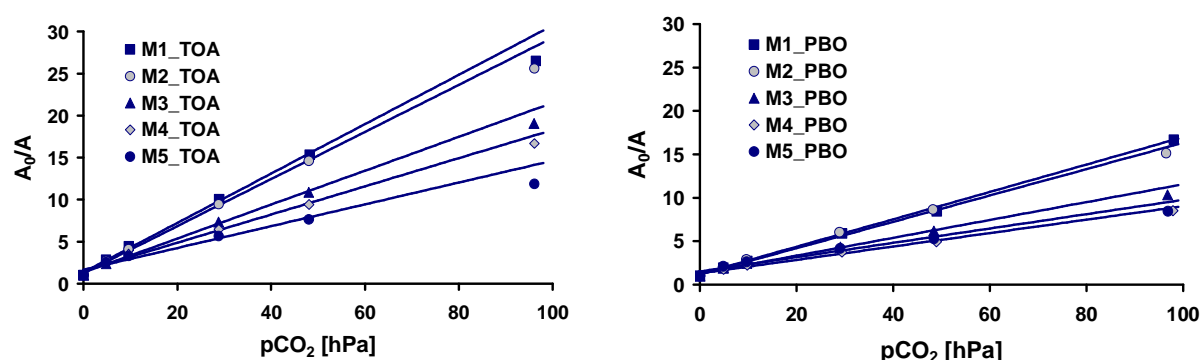 30
25
20
15
10
5
0
A₀/A
M1_TOA
M2_TOA
M3_TOA
M4_TOA
M5_TOA
0 20 40 60 80 100
pCO₂ [hPa]
30
25
20
15
10
5
0
A₀/A
M1_PBO
M2_PBO
M3_PBO
M4_PBO
M5_PBO
0 20 40 60 80 100
pCO₂ [hPa]